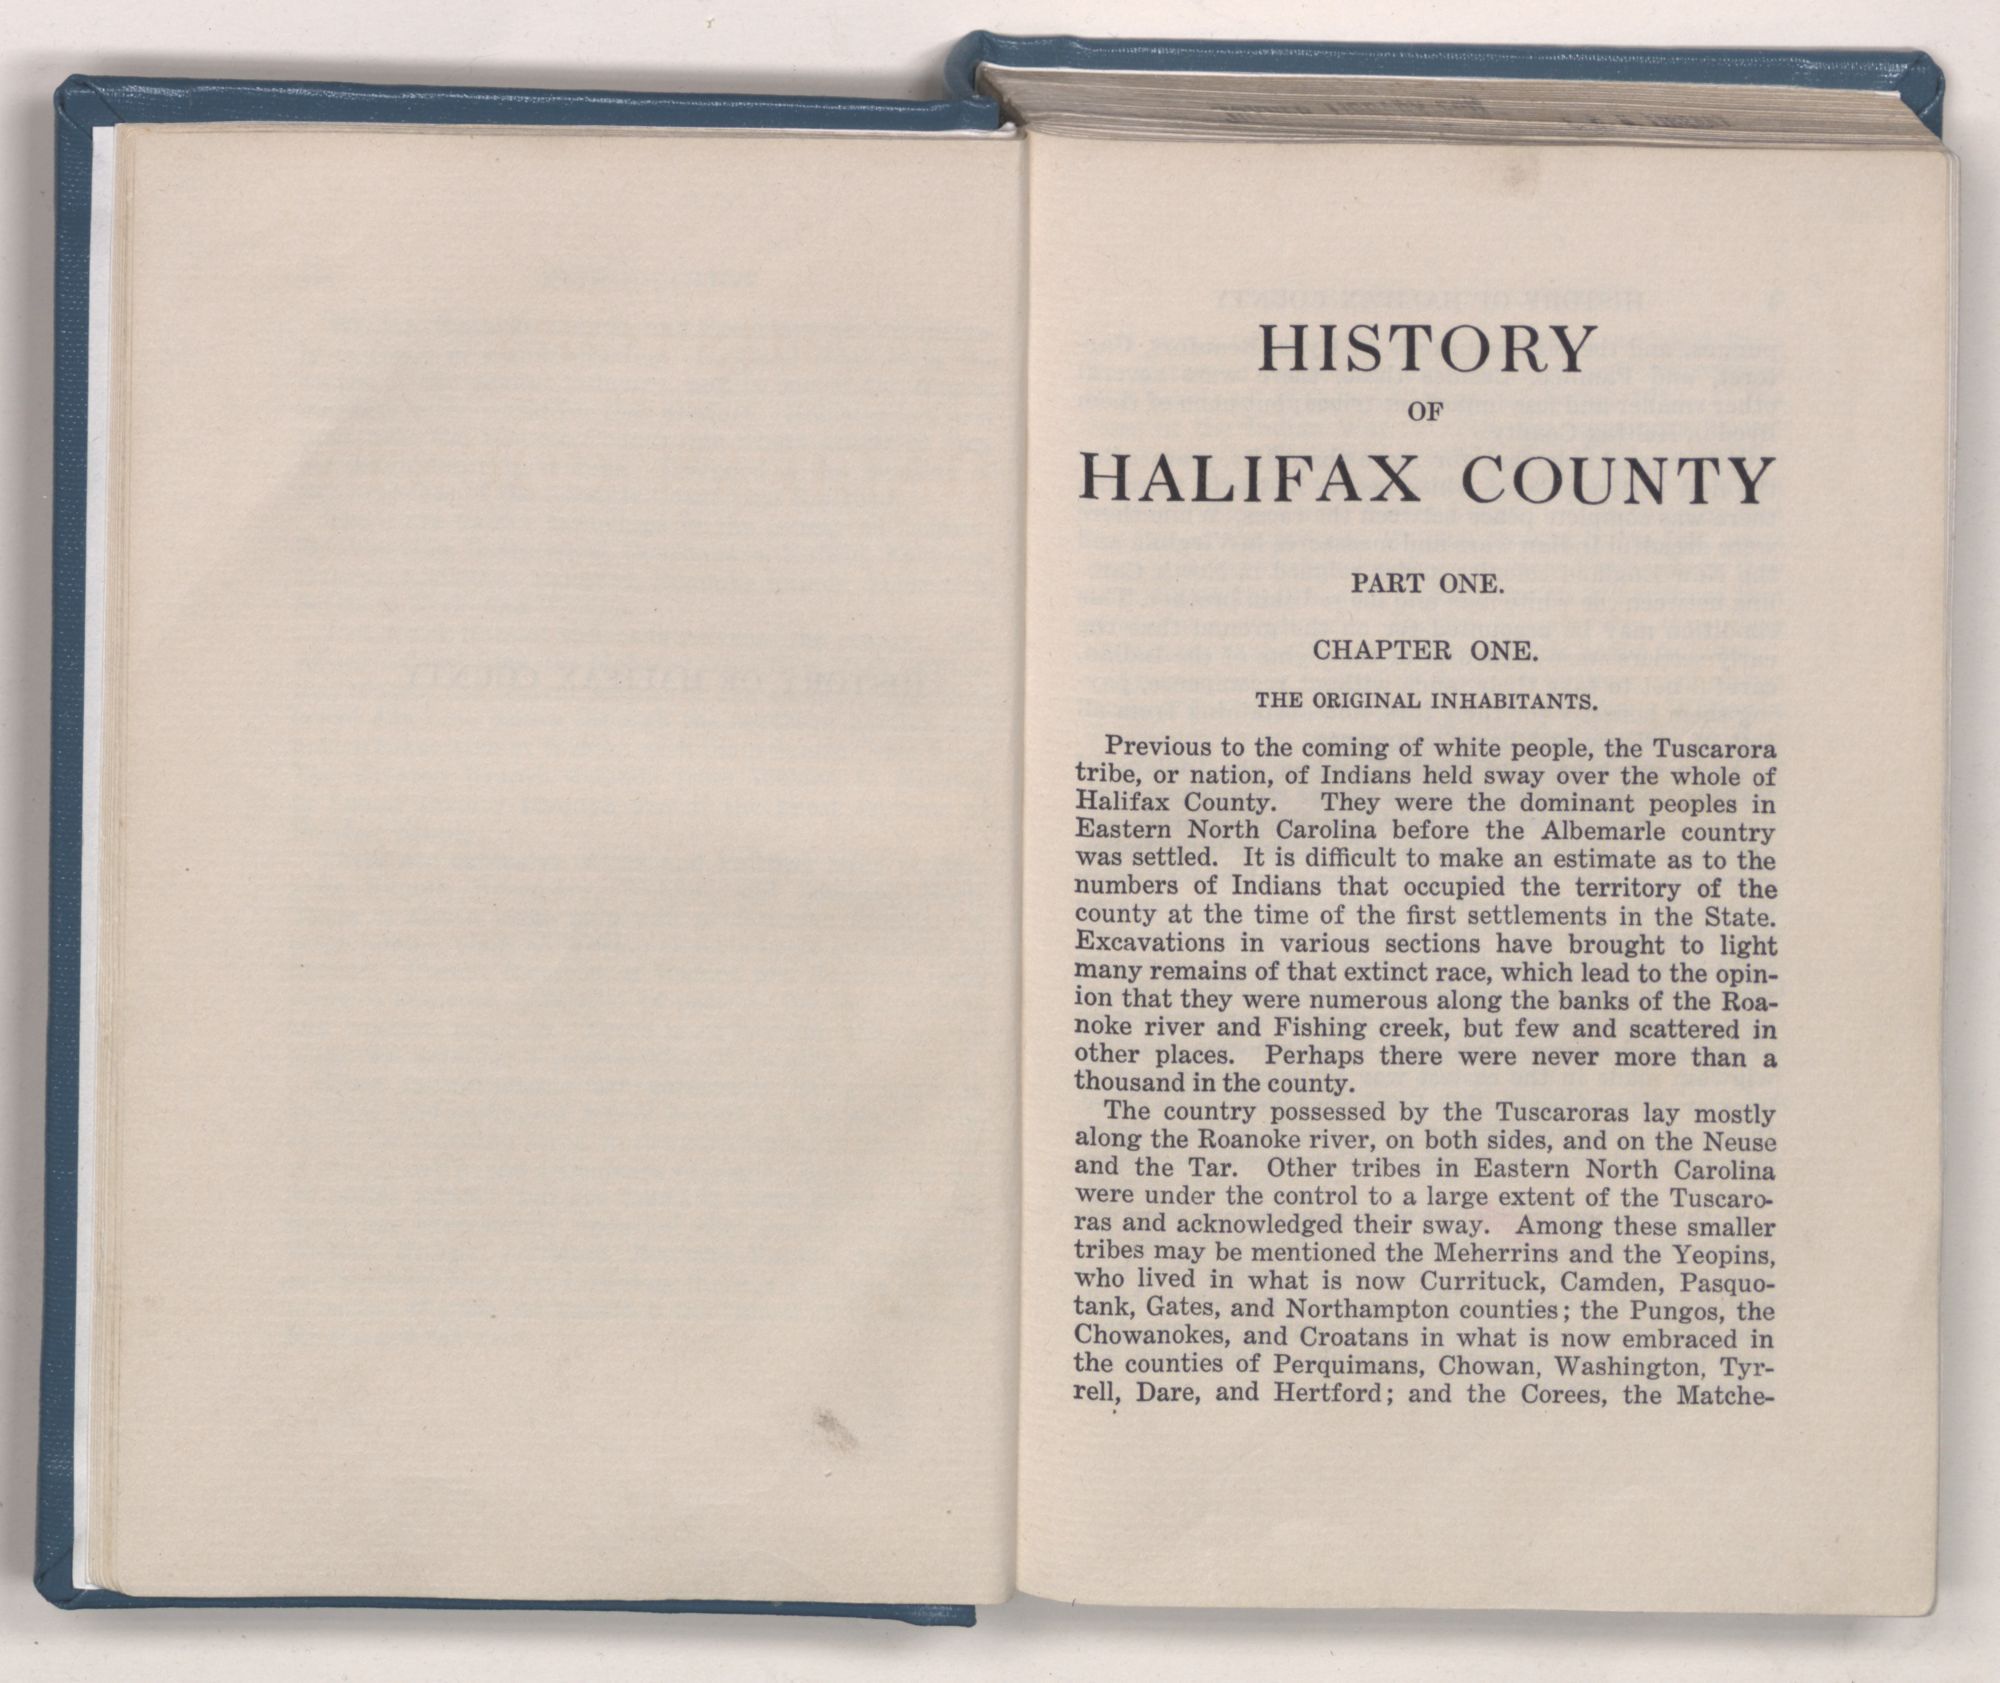 HISTORY
OF
HALIFAX COUNTY
PART ONE.
CHAPTER ONE.
THE ORIGINAL INHABITANTS.
Previous to the coming of white people, the Tuscarora
tribe, or nation, of Indians held sway over the whole of
Halifax County. They were the dominant peoples in
Eastern North Carolina before the Albemarle country
was settled. It is difficult to make an estimate as to the
numbers of Indians that occupied the territory of the
county at the time of the first settlements in the State.
Excavations in various sections have brought to light
many remains of that extinct race, which lead to the opin-
ion that they were numerous along the banks of the Roa-
noke river and Fishing creek, but few and scattered in
other places. Perhaps there were never more than a
thousand in the county.
The country possessed by the Tuscaroras lay mostly
along the Roanoke river, on both sides, and on the Neuse
and the Tar. Other tribes in Eastern North Carolina
were under the control to a large extent of the Tuscaro-
ras and acknowledged their sway. Among these smaller
tribes may be mentioned the Meherrins and the Yeopins,
who lived in what is now Currituck, Camden, Pasquo-
tank, Gates, and Northampton counties; the Pungos, the
Chowanokes, and Croatans in what is now embraced in
the counties of Perquimans, Chowan, Washington, Tyr-
rell, Dare, and Hertford; and the Corees, the Matche-